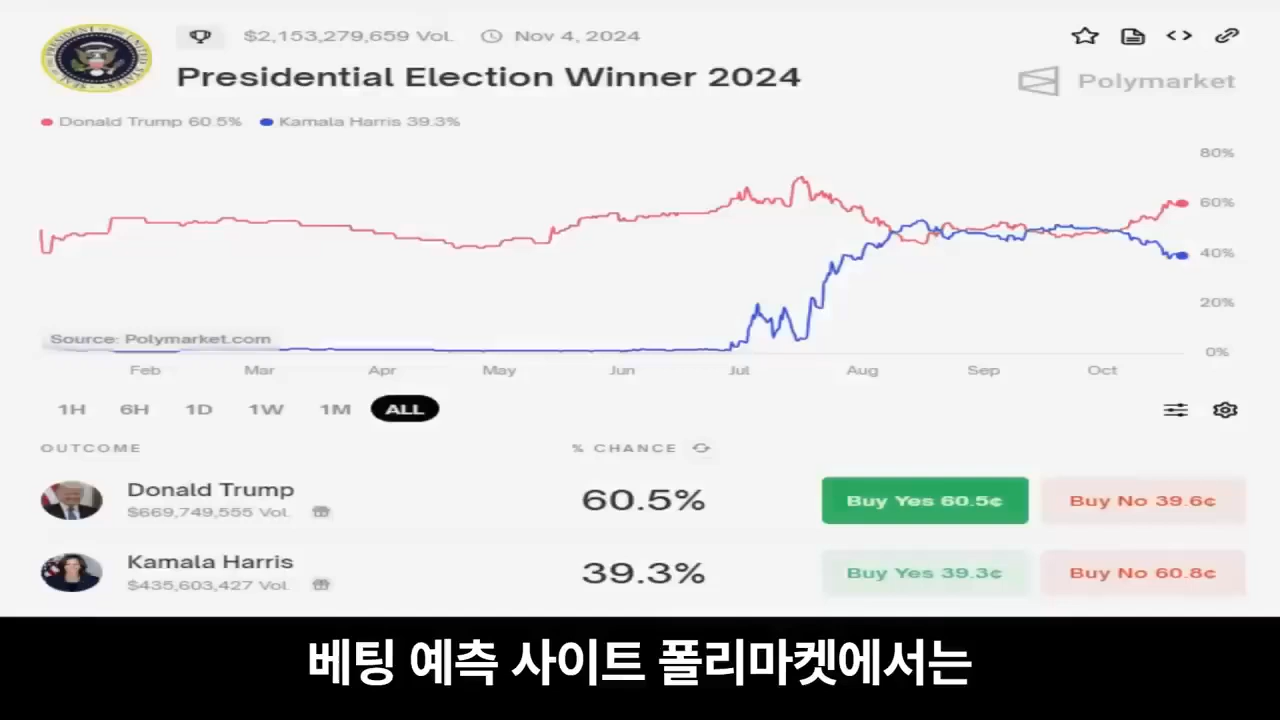 $2,153,279,659 Vol. Nov 4, 2024
Presidential Election Winner 2024
Polymarket
Donald Trump 60.5% Kamala Harris 39.3%
80%
60%
40%
20%
0%
Source: Polymarket.com
Feb Mar Apr May Jun Jul Aug Sep Oct
1H 6H 1D 1W 1M ALL
OUTCOME % CHANCE
Donald Trump
$669,749,555 Vol.
60.5%
Buy Yes 60.5¢ Buy No 39.6¢
Kamala Harris
$435,603,427 Vol.
39.3%
Buy Yes 39.3¢ Buy No 60.8¢
베팅 예측 사이트 폴리마켓에서는